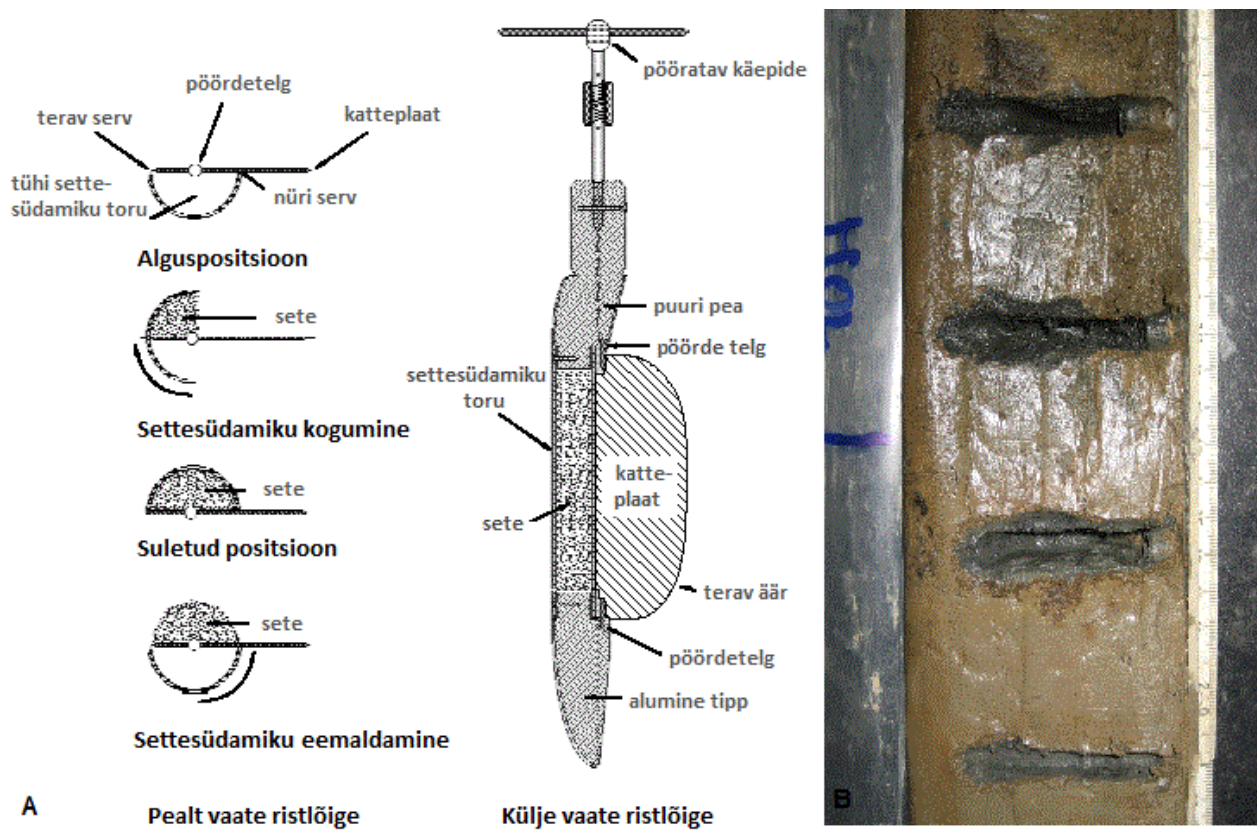 pööratav käepide
pöördetelg
terav serv
katteplaat
tühi sette-
südamiku toru
nüri serv
Alguspositsioon
sete
Settesüdamiku kogumine
sete
Suletud positsioon
sete
Settesüdamiku eemaldamine
puuri pea
pöörde telg
settesüdamiku
toru
katte-
plaat
sete
terav äär
pöördetelg
alumine tipp
A
Pealt vaate ristlõige
Külje vaate ristlõige
B